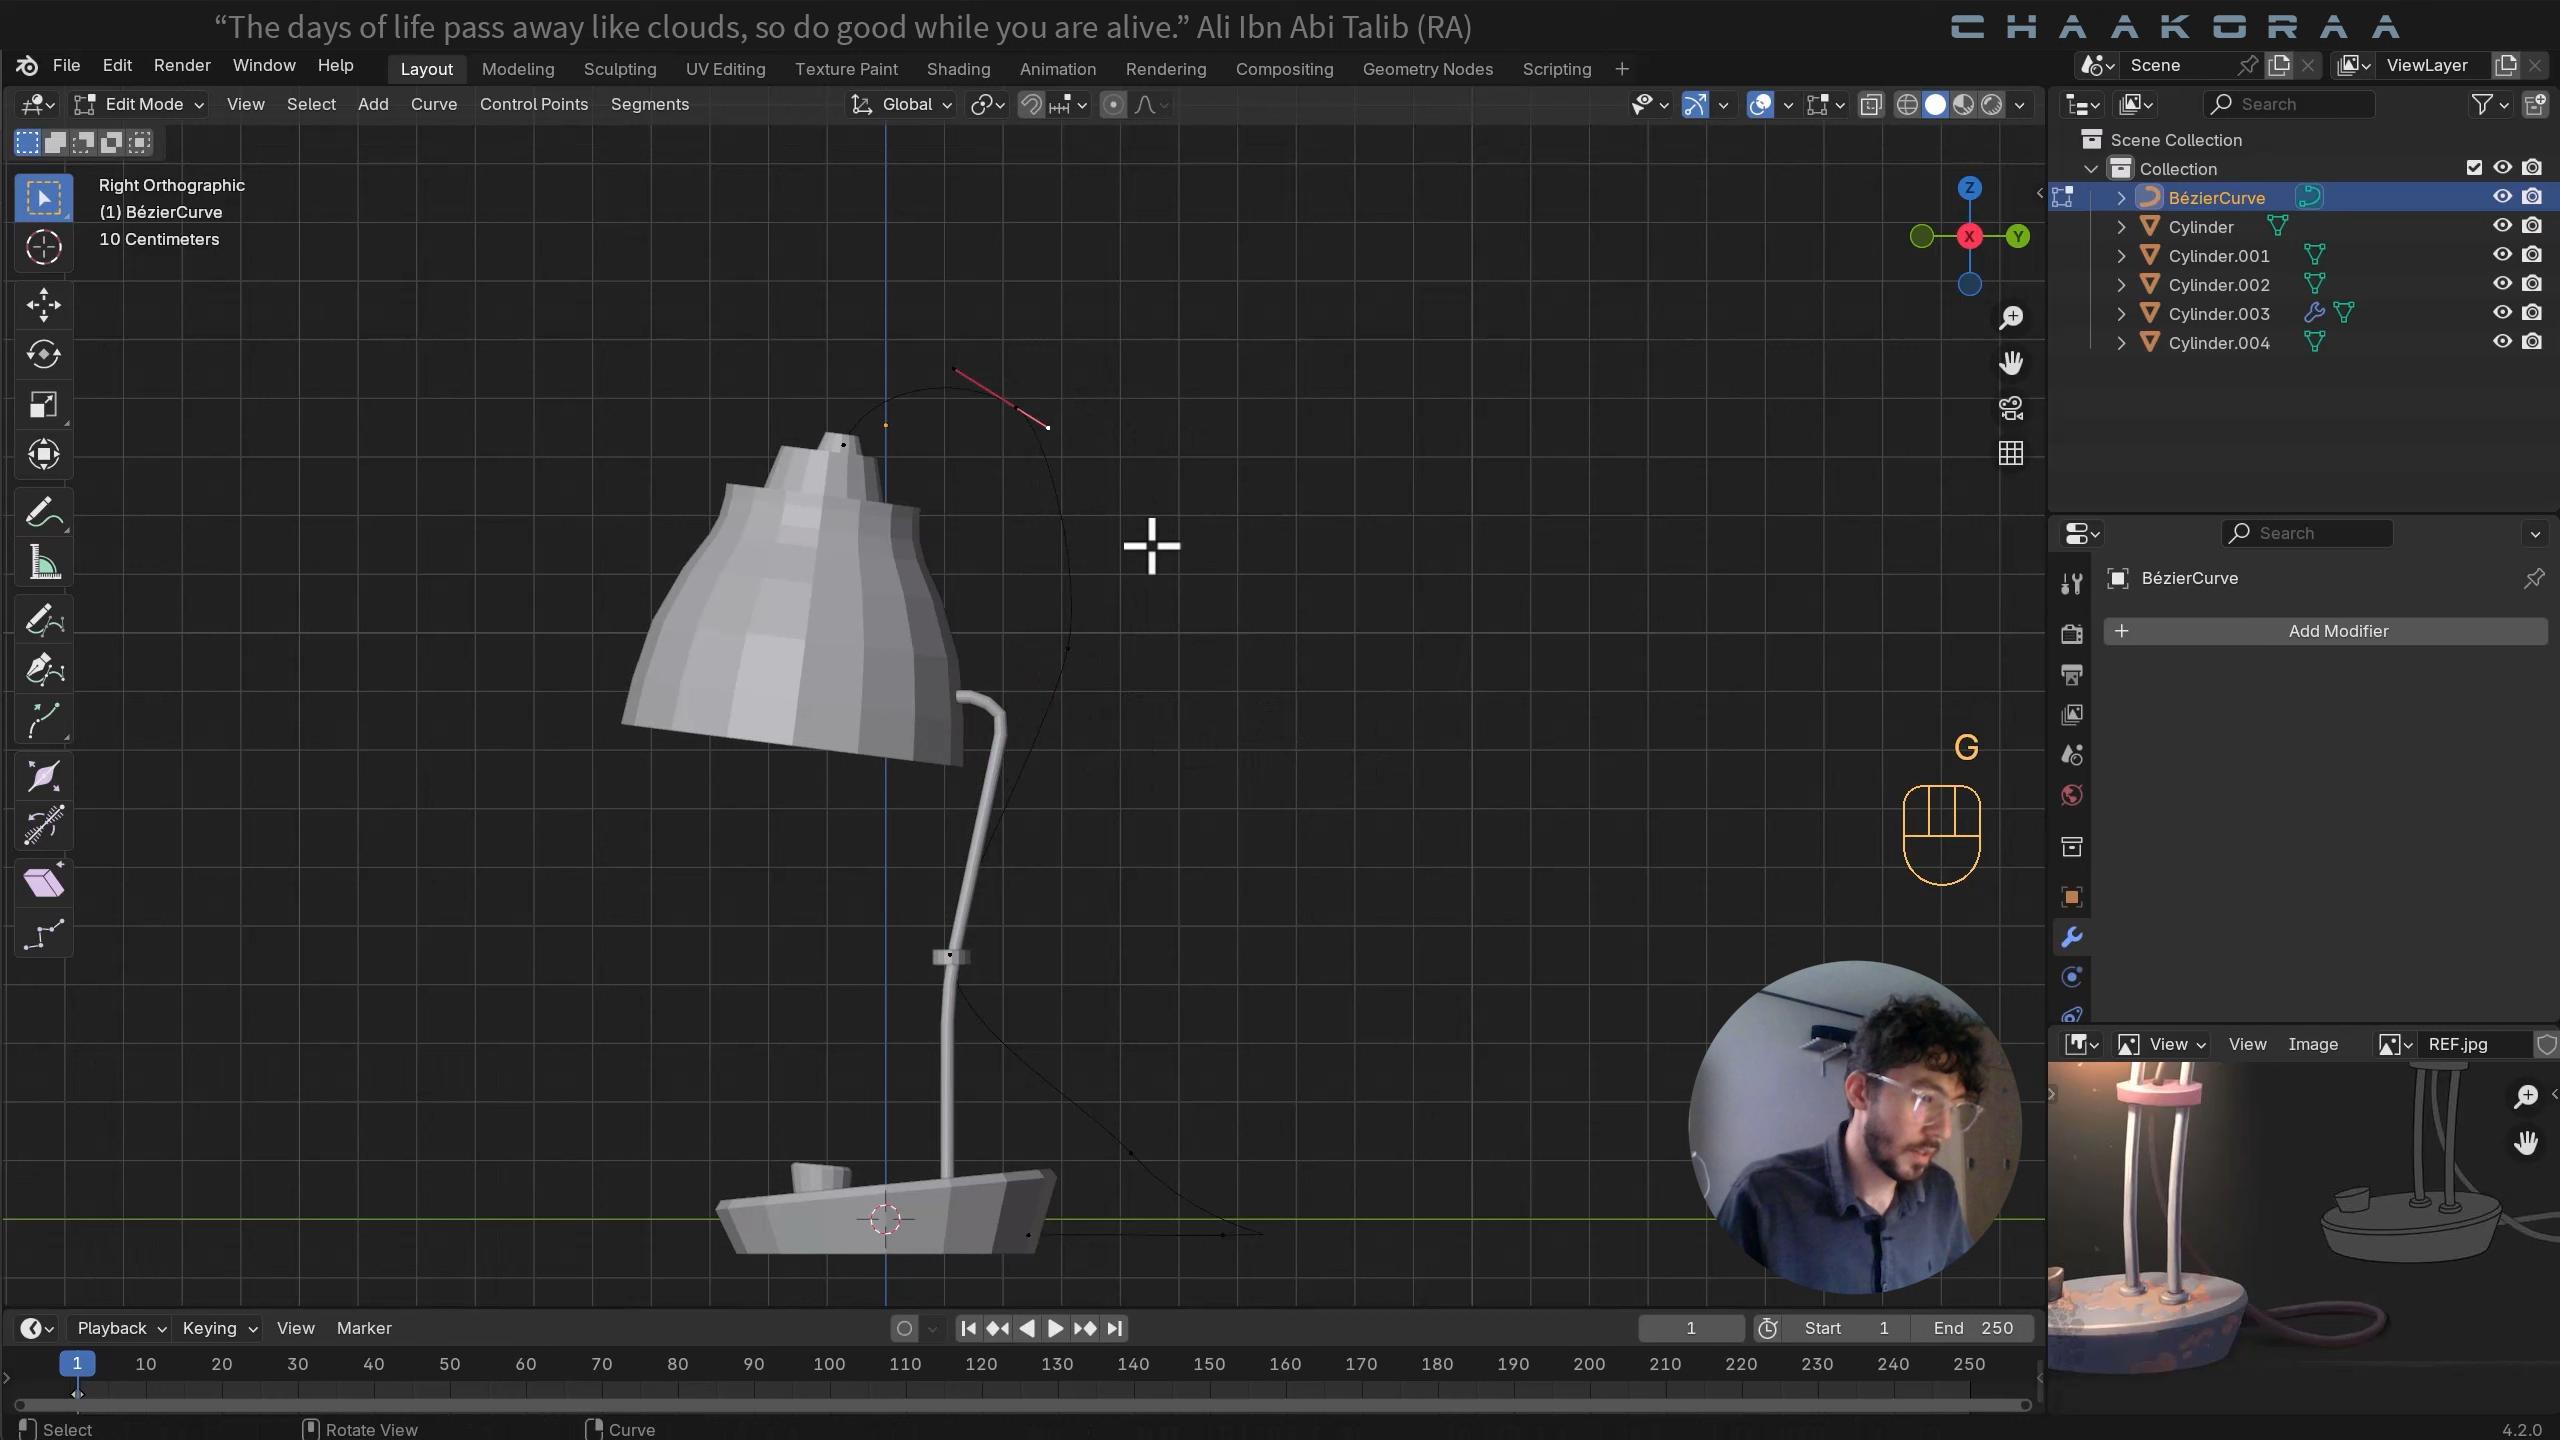 “The days of life pass away like clouds, so do good while you are alive.” Ali Ibn Abi Talib (RA)
CHAAKORAA
File Edit Render Window Help
Layout Modeling Sculpting UV Editing Texture Paint Shading Animation Rendering Compositing Geometry Nodes Scripting +
Scene
ViewLayer
Edit Mode View Select Add Curve Control Points Segments
Global
Search
Right Orthographic
(1) BézierCurve
10 Centimeters
Z
X
Y
Scene Collection
Collection
BézierCurve
Cylinder
Cylinder.001
Cylinder.002
Cylinder.003
Cylinder.004
Search
BézierCurve
+ Add Modifier
G
View View Image REF.jpg
Playback Keying View Marker
1 Start 1 End 250
1 10 20 30 40 50 60 70 80 90 100 110 120 130 140 150 160 170 180 190 200 210 220 230 240 250
Select Rotate View Curve
4.2.0